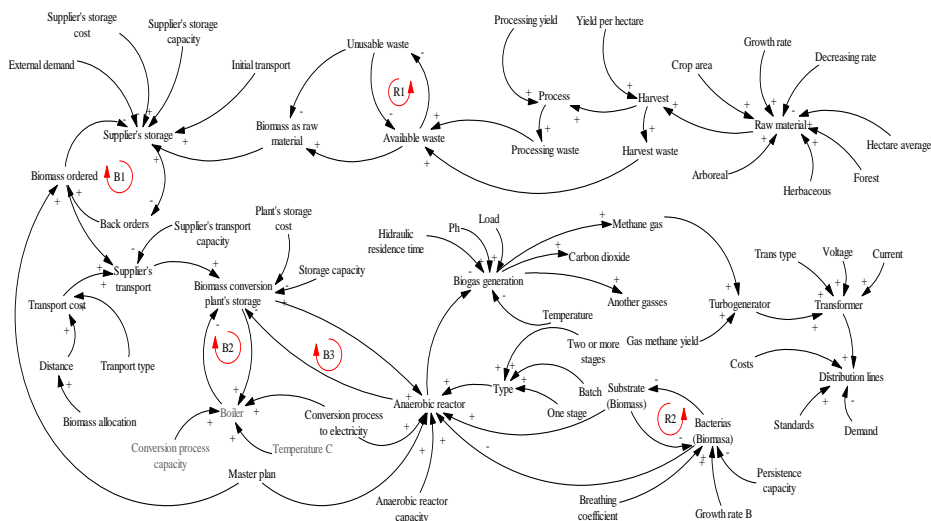 Supplier's storage
cost
Supplier's storage
capacity
External demand
Initial transport
Supplier's storage
Biomass ordered
B1
Back orders
Unusable waste
R1
Biomass as raw
material
Available waste
Processing yield
Yield per hectare
Process
Harvest
Processing waste
Harvest waste
Crop area
Growth rate
Decreasing rate
Raw material
Hectare average
Arboreal
Herbaceous
Forest
Supplier's transport
capacity
Supplier's
transport
Transport cost
Distance
Tranport type
Biomass allocation
Plant's storage
cost
Storage capacity
Biomass conversion
plant's storage
B2
B3
Boiler
Conversion process
capacity
Temperature C
Conversion process
to electricity
Master plan
Anaerobic reactor
Anaerobic reactor
capacity
Hidraulic
residence time
Ph
Load
Biogas generation
Methane gas
Carbon dioxide
Another gasses
Temperature
Two or more
stages
Type
Batch
One stage
Substrate
(Biomass)
R2
Bacterias
(Biomasa)
Breathing
coefficient
Growth rate B
Persistence
capacity
Trans type
Voltage
Current
Turbogenerator
Transformer
Gas methane yield
Costs
Distribution lines
Standards
Demand